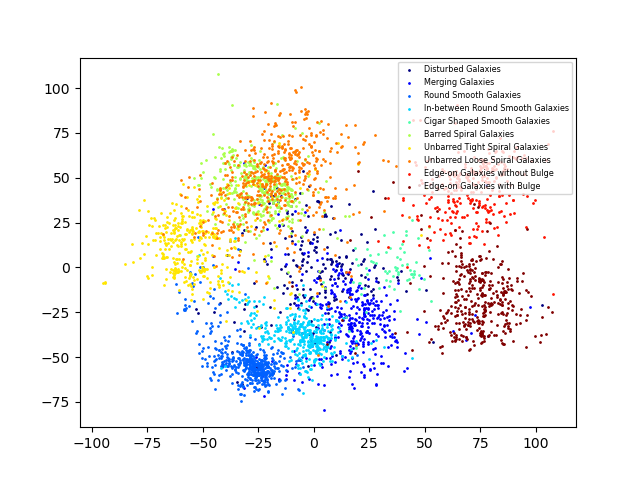 Disturbed Galaxies
Merging Galaxies
Round Smooth Galaxies
In-between Round Smooth Galaxies
Cigar Shaped Smooth Galaxies
Barred Spiral Galaxies
Unbarred Tight Spiral Galaxies
Unbarred Loose Spiral Galaxies
Edge-on Galaxies without Bulge
Edge-on Galaxies with Bulge
100
75
50
25
0
−25
−50
−75
−100 −75 −50 −25 0 25 50 75 100